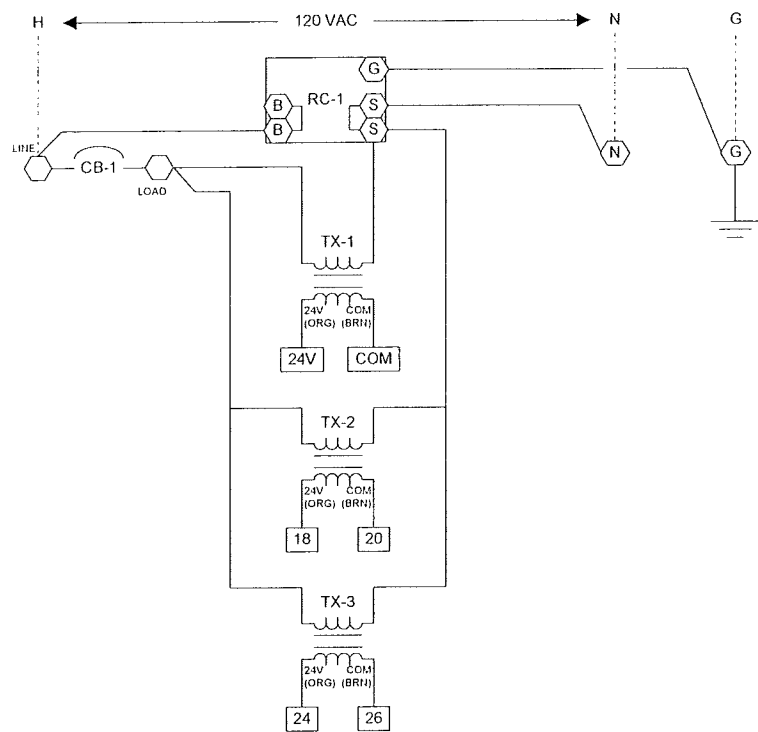 H 120 VAC N G
G
B RC-1 S
B S
LINE CB-1 N G
LOAD
TX-1
24V COM
(ORG) (BRN)
24V COM
TX-2
24V COM
(ORG) (BRN)
18 20
TX-3
24V COM
(ORG) (BRN)
24 26